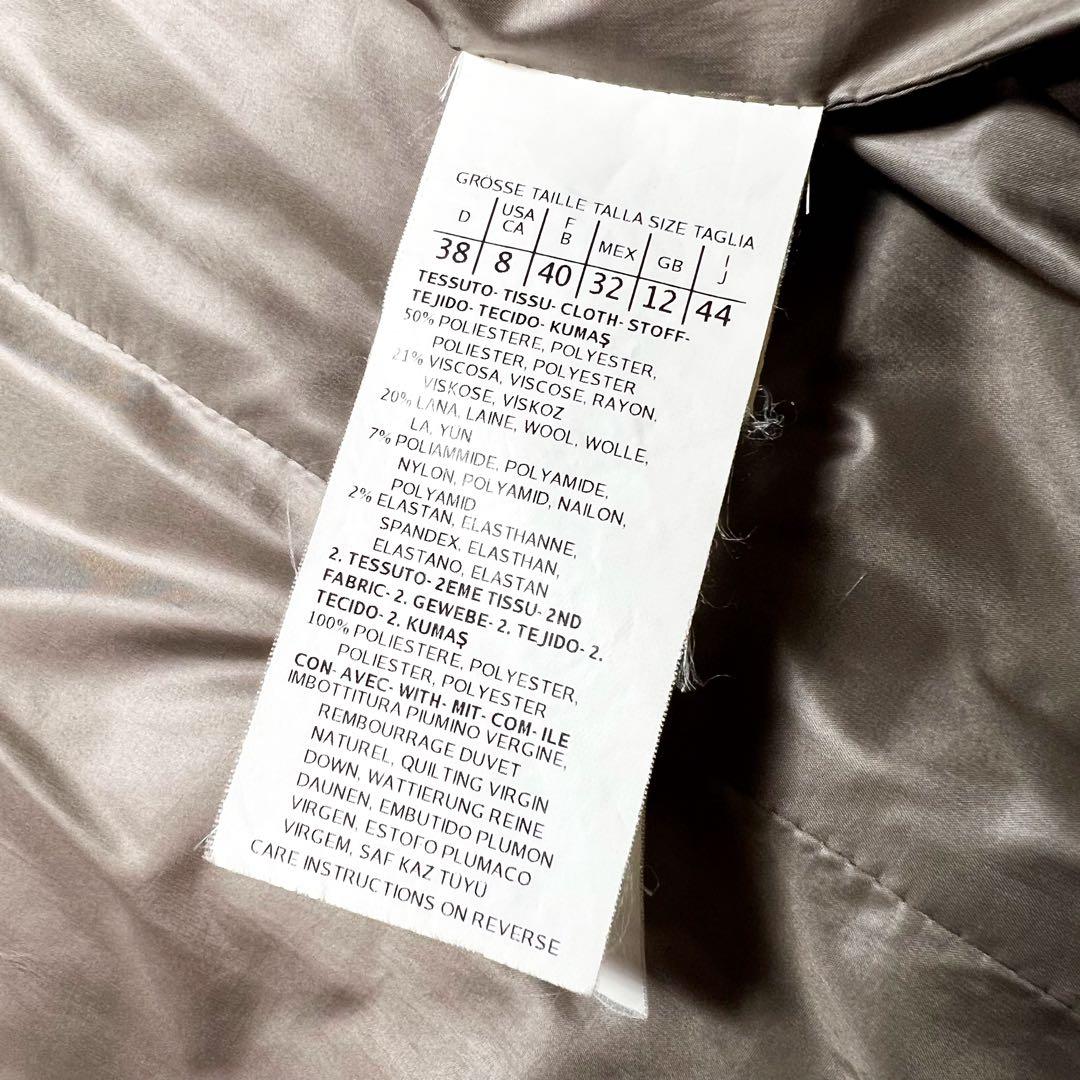 GRÖSSE TAILLE TALLA SIZE TAGLIA
D USA CA F B MEX GB I J
38 8 40 32 12 44
TESSUTO- TISSU- CLOTH- STOFF-
TEJIDO- TECIDO- KUMAŞ
50% POLIESTERE, POLYESTER,
POLIESTER, POLYESTER
21% VISCOSA, VISCOSE, RAYON,
VISKOSE, VISKOZ
20% LANA, LAINE, WOOL, WOLLE,
LA, YUN
7% POLIAMMIDE, POLYAMIDE,
NYLON, POLYAMID, NAILON,
POLYAMID
2% ELASTAN, ELASTHANNE,
SPANDEX, ELASTHAN,
ELASTANO, ELASTAN
2. TESSUTO- 2EME TISSU- 2ND
FABRIC- 2. GEWEBE- 2. TEJIDO- 2.
TECIDO- 2. KUMAŞ
100% POLIESTERE, POLYESTER,
POLIESTER, POLYESTER
CON- AVEC- WITH- MIT- COM- ILE
IMBOTTITURA PIUMINO VERGINE,
REMBOURRAGE DUVET
NATUREL, QUILTING VIRGIN
DOWN, WATTIERUNG REINE
DAUNEN, EMBUTIDO PLUMON
VIRGEN, ESTOFO PLUMACO
VIRGEM, SAF KAZ TUYU
CARE INSTRUCTIONS ON REVERSE